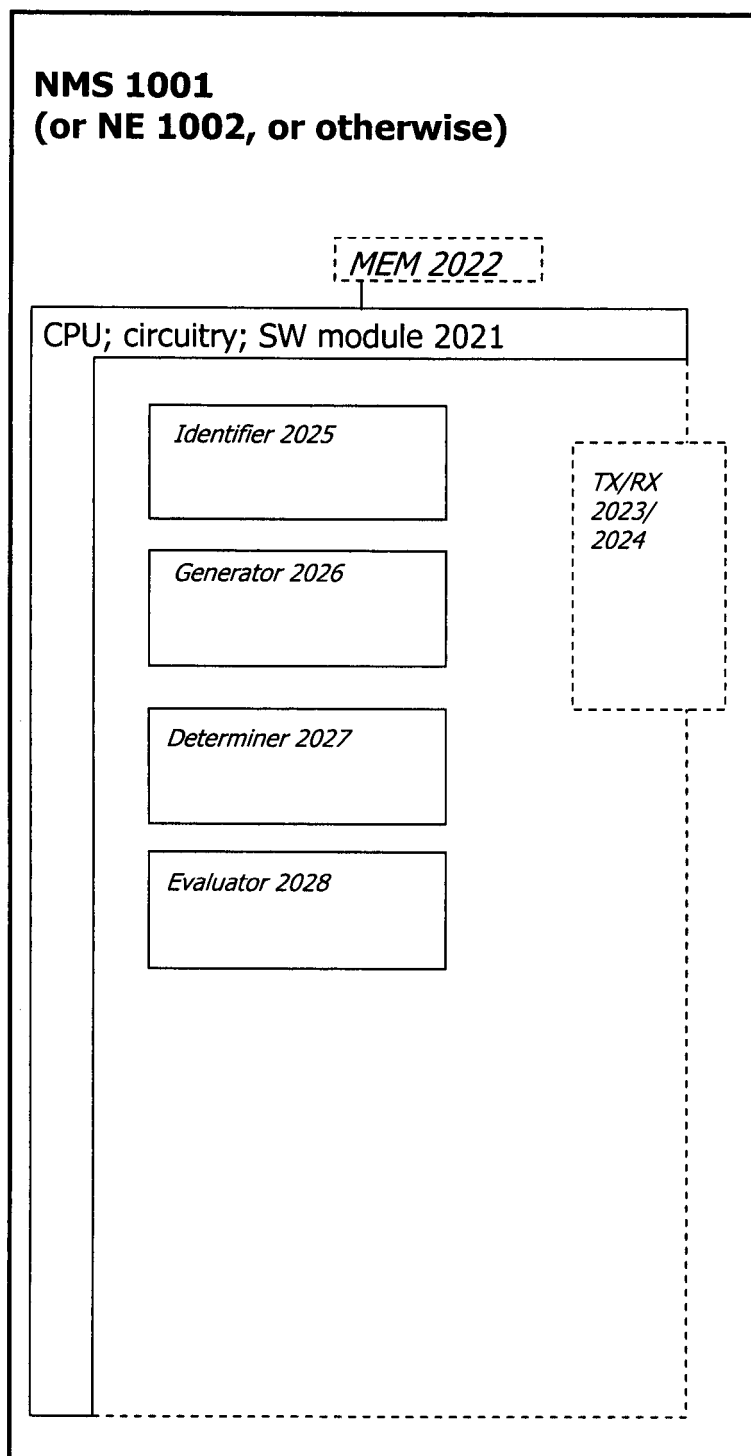 NMS 1001
(or NE 1002, or otherwise)
MEM 2022
CPU; circuitry; SW module 2021
Identifier 2025
TX/RX
2023/
2024
Generator 2026
Determiner 2027
Evaluator 2028